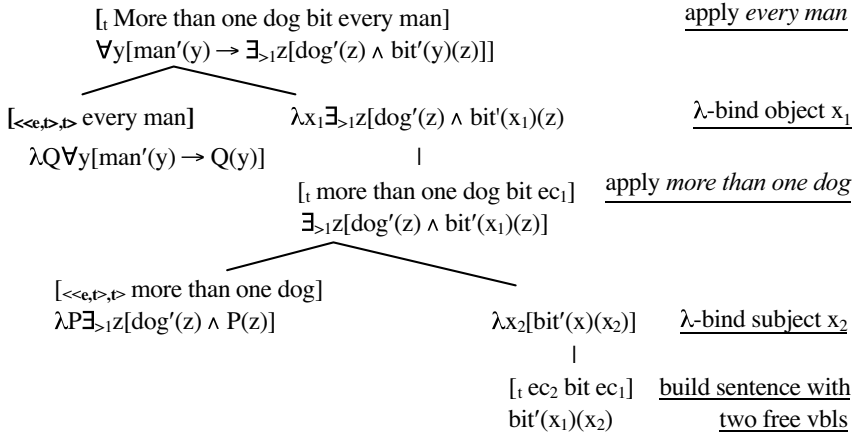 [ₜ More than one dog bit every man] apply every man
∀y[man′(y) → ∃>₁z[dog′(z) ∧ bit′(y)(z)]]
[<<e,t>,t> every man] λx₁∃>₁z[dog′(z) ∧ bit'(x₁)(z) λ-bind object x₁
λQ∀y[man′(y) → Q(y)]
[ₜ more than one dog bit ec₁] apply more than one dog
∃>₁z[dog′(z) ∧ bit′(x₁)(z)]
[<<e,t>,t> more than one dog]
λP∃>₁z[dog′(z) ∧ P(z)] λx₂[bit′(x)(x₂)] λ-bind subject x₂
[ₜ ec₂ bit ec₁] build sentence with
bit′(x₁)(x₂) two free vbls